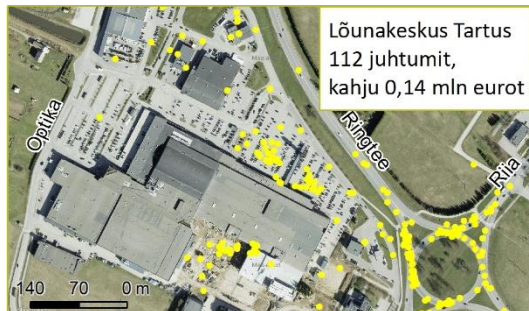 Lõunakeskus Tartus
112 juhtumit,
kahju 0,14 mln eurot
Optika
Ringtee
Riia
140 70 0 m